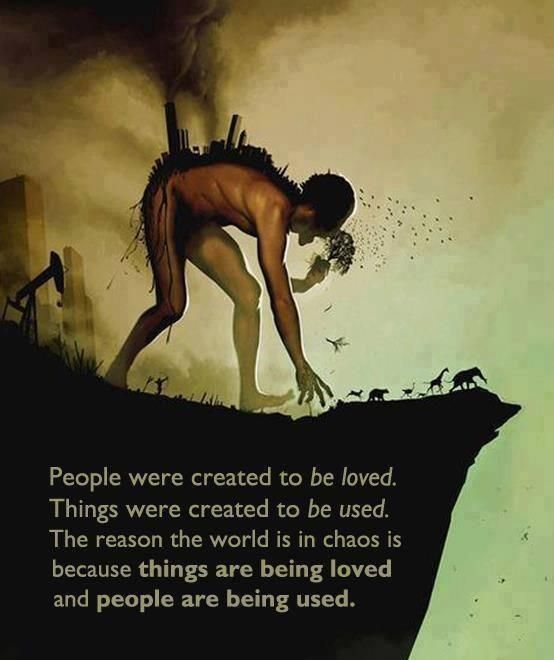 People were created to be loved.
Things were created to be used.
The reason the world is in chaos is
because things are being loved
and people are being used.